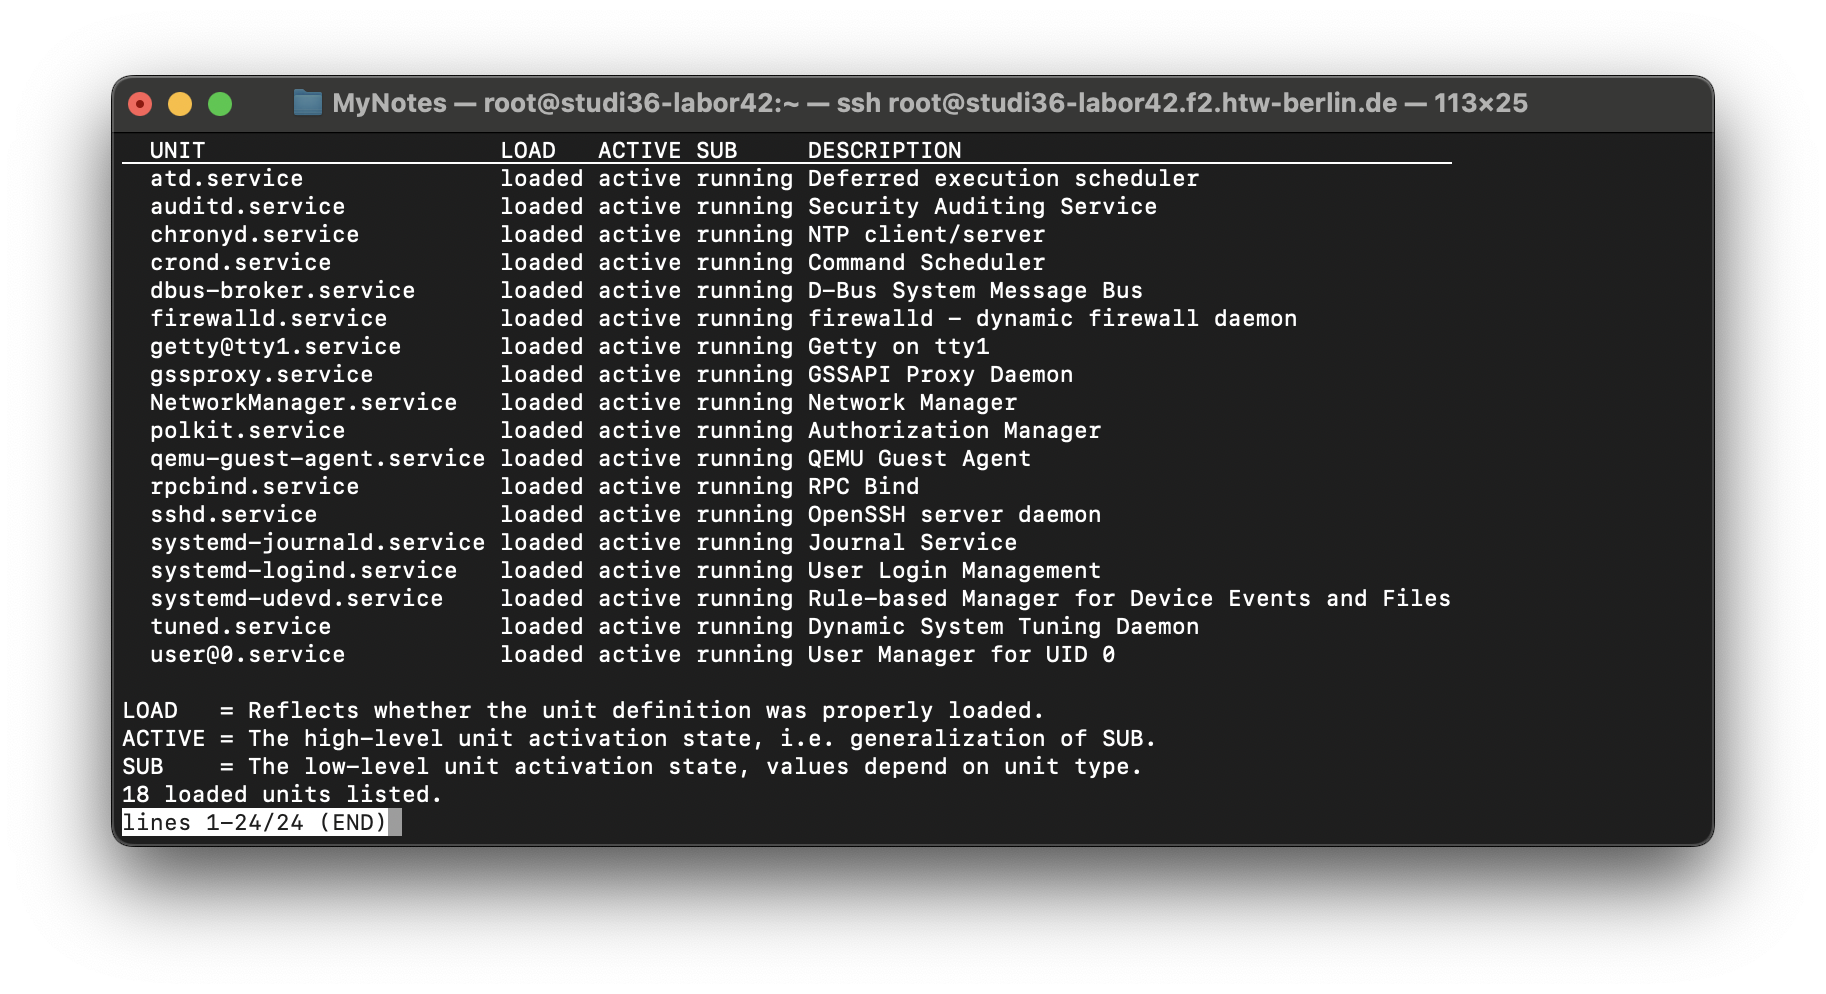 MyNotes — root@studi36-labor42:~ — ssh root@studi36-labor42.f2.htw-berlin.de — 113×25
  UNIT                     LOAD   ACTIVE SUB     DESCRIPTION
  atd.service              loaded active running Deferred execution scheduler
  auditd.service           loaded active running Security Auditing Service
  chronyd.service          loaded active running NTP client/server
  crond.service            loaded active running Command Scheduler
  dbus-broker.service      loaded active running D-Bus System Message Bus
  firewalld.service        loaded active running firewalld - dynamic firewall daemon
  getty@tty1.service       loaded active running Getty on tty1
  gssproxy.service         loaded active running GSSAPI Proxy Daemon
  NetworkManager.service   loaded active running Network Manager
  polkit.service           loaded active running Authorization Manager
  qemu-guest-agent.service loaded active running QEMU Guest Agent
  rpcbind.service          loaded active running RPC Bind
  sshd.service             loaded active running OpenSSH server daemon
  systemd-journald.service loaded active running Journal Service
  systemd-logind.service   loaded active running User Login Management
  systemd-udevd.service    loaded active running Rule-based Manager for Device Events and Files
  tuned.service            loaded active running Dynamic System Tuning Daemon
  user@0.service           loaded active running User Manager for UID 0

LOAD   = Reflects whether the unit definition was properly loaded.
ACTIVE = The high-level unit activation state, i.e. generalization of SUB.
SUB    = The low-level unit activation state, values depend on unit type.
18 loaded units listed.
lines 1-24/24 (END)